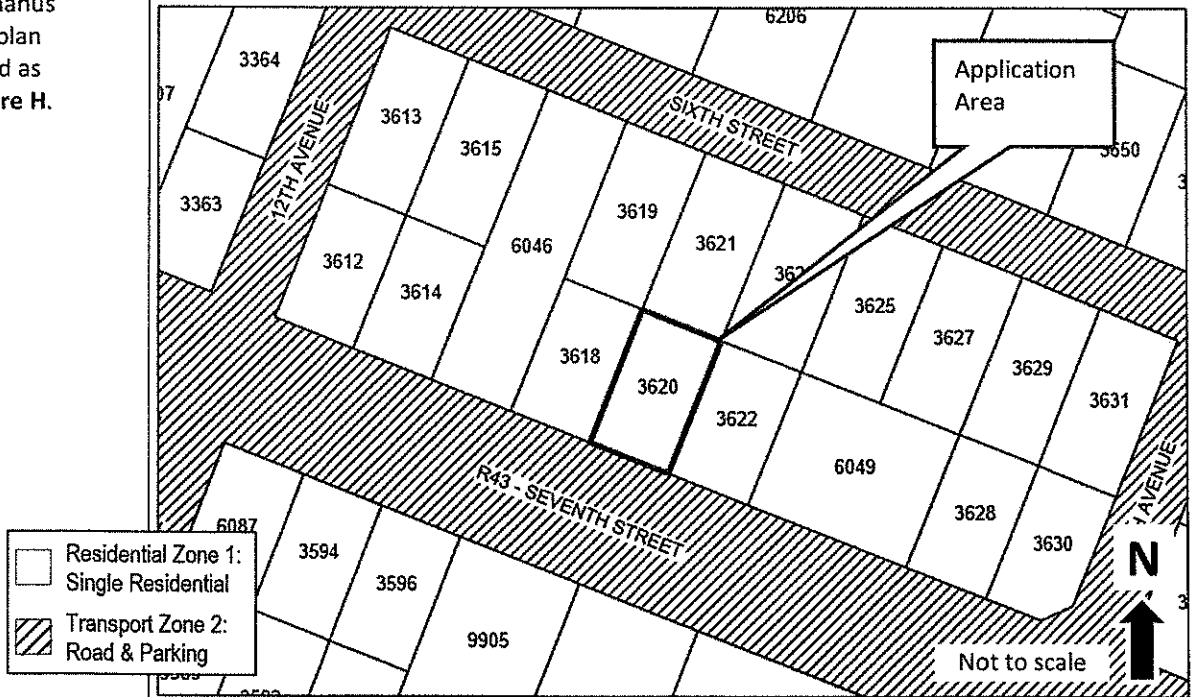 plan
d as
re H.
6206
3364
Application
Area
SIXTH STREET
3613
12TH AVENUE
3615
3650
3363
3619
3621
6046
3612
3614
3625
3627
3618
3620
3629
3631
3622
6049
R43 - SEVENTH STREET
3628
3630
AVENUE
6087
3594
3596
N
Residential Zone 1:
Single Residential
Transport Zone 2:
Road & Parking
9905
Not to scale